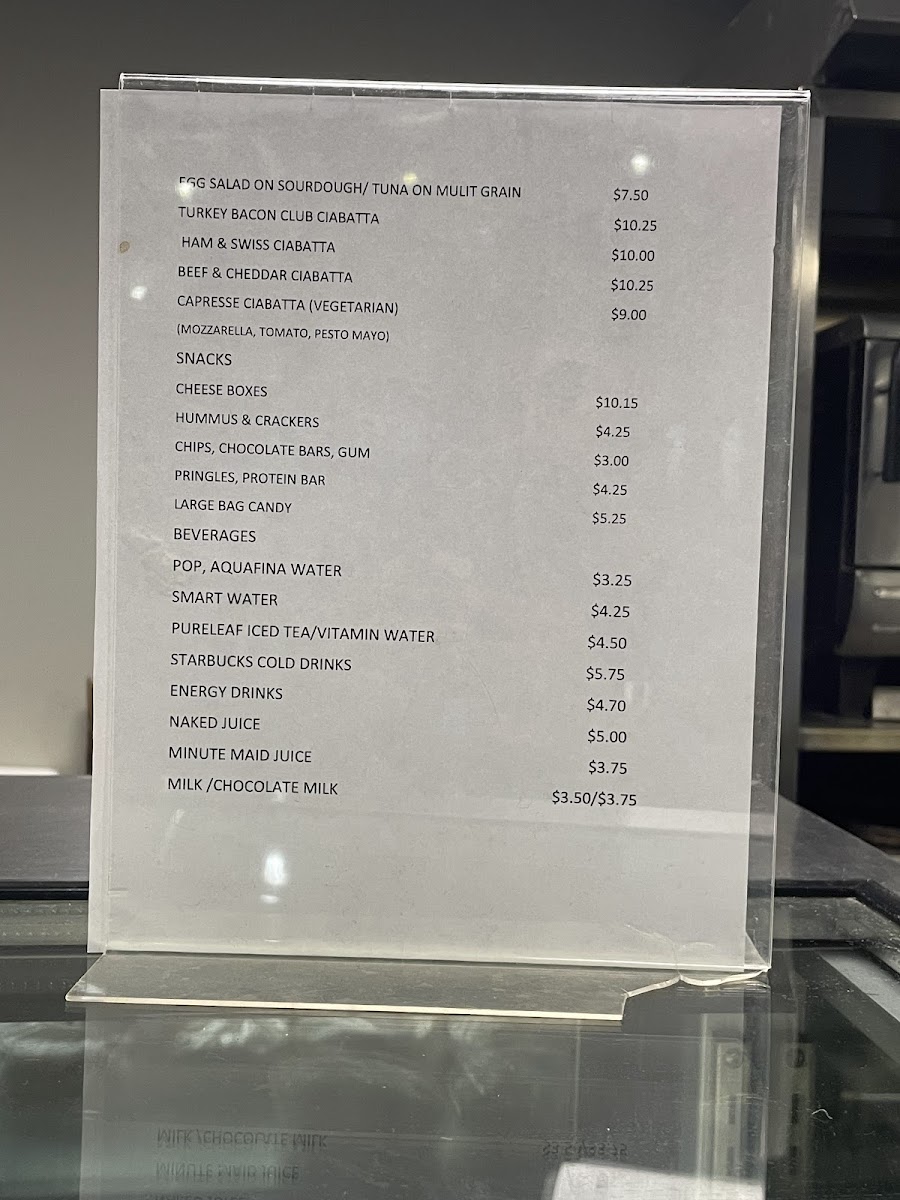 EGG SALAD ON SOURDOUGH/ TUNA ON MULIT GRAIN $7.50
TURKEY BACON CLUB CIABATTA $10.25
HAM & SWISS CIABATTA $10.00
BEEF & CHEDDAR CIABATTA $10.25
CAPRESSE CIABATTA (VEGETARIAN) $9.00
(MOZZARELLA, TOMATO, PESTO MAYO)
SNACKS
CHEESE BOXES $10.15
HUMMUS & CRACKERS $4.25
CHIPS, CHOCOLATE BARS, GUM $3.00
PRINGLES, PROTEIN BAR $4.25
LARGE BAG CANDY $5.25
BEVERAGES
POP, AQUAFINA WATER $3.25
SMART WATER $4.25
PURELEAF ICED TEA/VITAMIN WATER $4.50
STARBUCKS COLD DRINKS $5.75
ENERGY DRINKS $4.70
NAKED JUICE $5.00
MINUTE MAID JUICE $3.75
MILK /CHOCOLATE MILK $3.50/$3.75